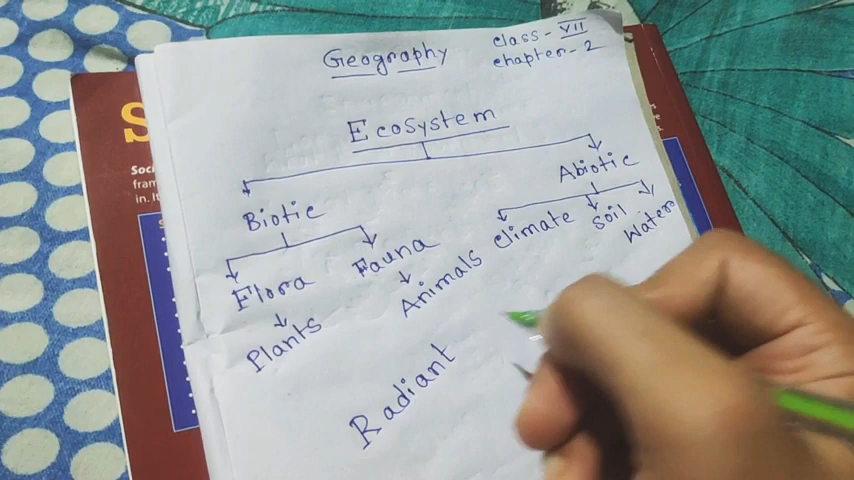 Geography
class - VII
chapter - 2
Ecosystem
Biotic
Abiotic
Flora
Fauna
climate
soil
Water
Plants
Animals
Radiant